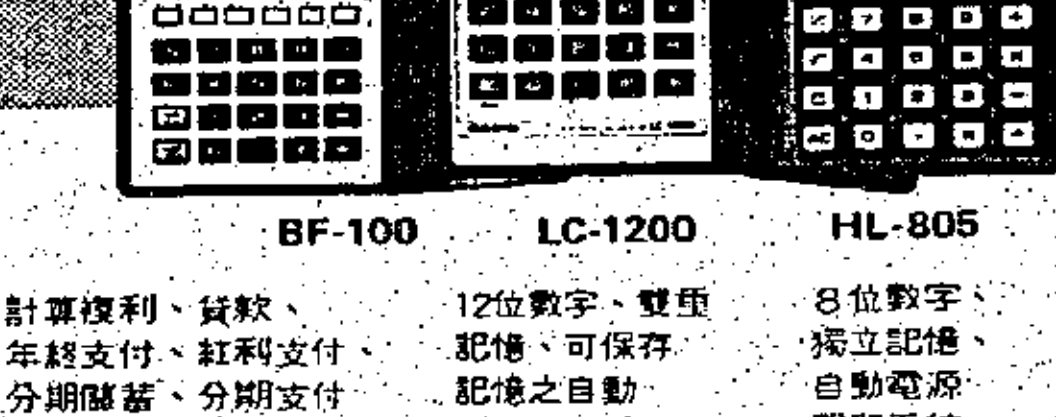 BF-100
計算複利、貸款、
年終支付、紅利支付、
分期儲蓄、分期支付
LC-1200
12位數字、雙重
記憶、可保存
記憶之自動
HL-805
8位數字、
獨立記憶、
自動電源